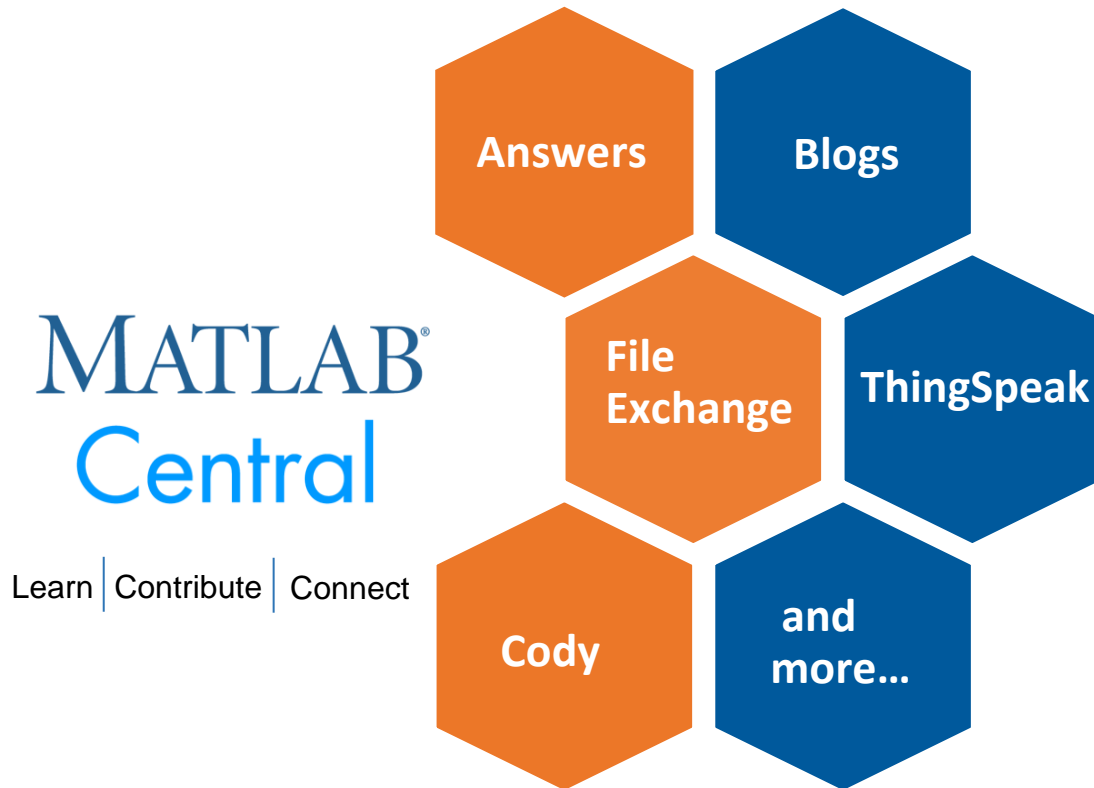 MATLAB®
Central
Learn | Contribute | Connect
Answers
Blogs
File
Exchange
ThingSpeak
Cody
and
more…